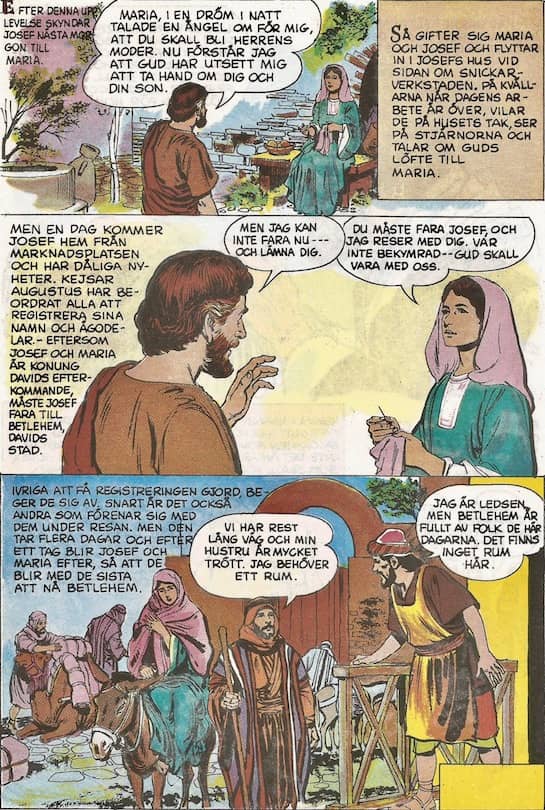 EFTER DENNA UPP
LEVELSE SKYNDAR
JOSEF NÄSTA MOR-
GON TILL
MARIA.
MARIA, I EN DRÖM I NATT
TALADE EN ÄNGEL OM FÖR MIG,
ATT DU SKALL BLI HERRENS
MODER. NU FÖRSTÅR JAG
ATT GUD HAR UTSETT MIG
ATT TA HAND OM DIG OCH
DIN SON.
SÅ GIFTER SIG MARIA
OCH JOSEF OCH FLYTTAR
IN I JOSEFS HUS VID
SIDAN OM SNICKAR-
VERKSTADEN. PÅ KVÄLL-
ARNA NÄR DAGENS AR-
BETE ÄR ÖVER, VILAR
DE PÅ HUSETS TAK, SER
PÅ STJÄRNORNA OCH
TALAR OM GUDS
LÖFTE TILL
MARIA.
MEN EN DAG KOMMER
JOSEF HEM FRÅN
MARKNADSPLATSEN
OCH HAR DÅLIGA NY-
HETER. KEJSAR
AUGUSTUS HAR BE-
ORDRAT ALLA ATT
REGISTRERA SINA
NAMN OCH ÄGODE-
LAR.- EFTERSOM
JOSEF OCH MARIA
ÄR KONUNG
DAVIDS EFTER-
KOMMANDE,
MÅSTE JOSEF
FARA TILL
BETLEHEM,
DAVIDS
STAD.
MEN JAG KAN
INTE FARA NU---
OCH LÄMNA DIG.
DU MÅSTE FARA JOSEF, OCH
JAG RESER MED DIG. VAR
INTE BEKYMRAD--GUD SKALL
VARA MED OSS.
IVRIGA ATT FÅ REGISTRERINGEN GJORD, BE-
GER DE SIG AV. SNART ÄR DET OCKSÅ
ANDRA SOM FÖRENAR SIG MED
DEM UNDER RESAN. MEN DEN
TAR FLERA DAGAR OCH EFTER
ETT TAG BLIR JOSEF OCH
MARIA EFTER, SÅ ATT DE
BLIR MED DE SISTA
ATT NÅ BETLEHEM.
VI HAR REST
LÅNG VÄG OCH MIN
HUSTRU ÄR MYCKET
TRÖTT. JAG BEHÖVER
ETT RUM.
JAG ÄR LEDSEN,
MEN BETLEHEM ÄR
FULLT AV FOLK DE HÄR
DAGARNA. DET FINNS
INGET RUM
HÄR.